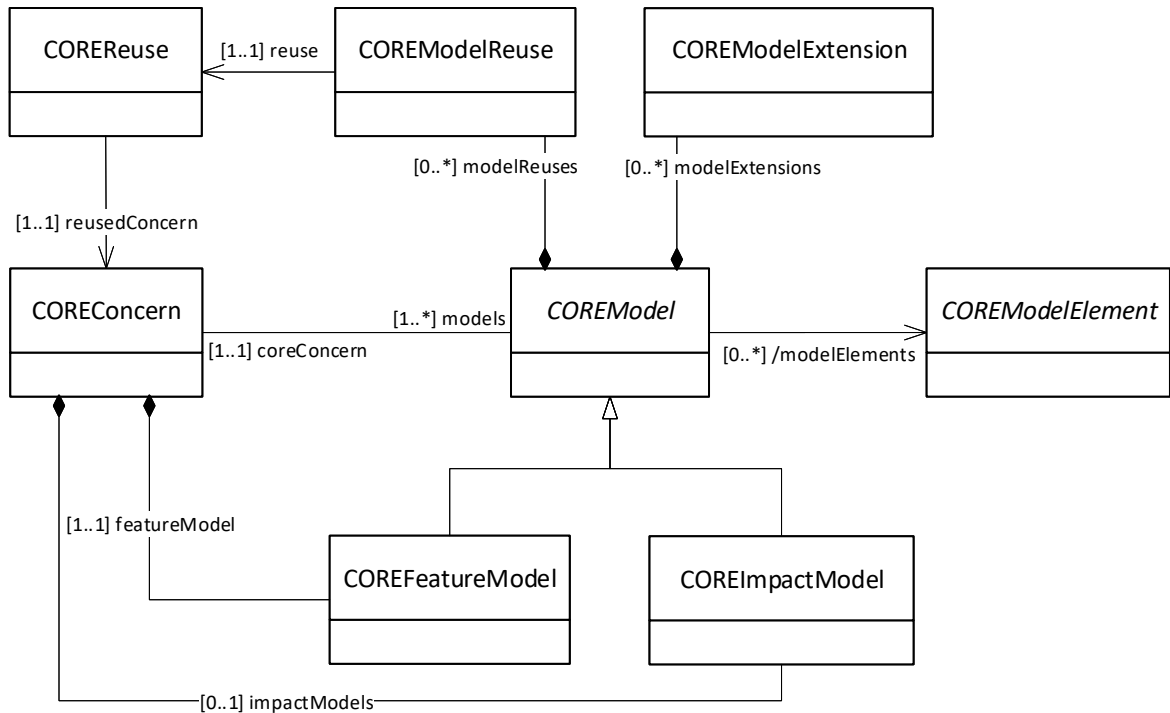 COREReuse
[1..1] reuse
COREModelReuse
COREModelExtension
[0..*] modelReuses
[0..*] modelExtensions
[1..1] reusedConcern
COREConcern
[1..*] models
[1..1] coreConcern
COREModel
[0..*] /modelElements
COREModelElement
[1..1] featureModel
COREFeatureModel
COREImpactModel
[0..1] impactModels